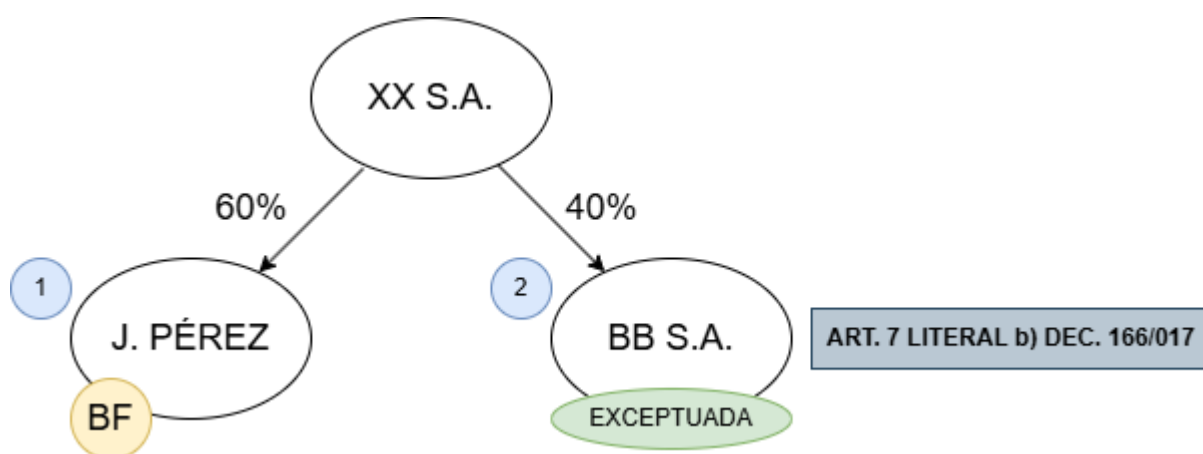 XX S.A.
60%
40%
1
2
J. PÉREZ
BB S.A.
ART. 7 LITERAL b) DEC. 166/017
BF
EXCEPTUADA